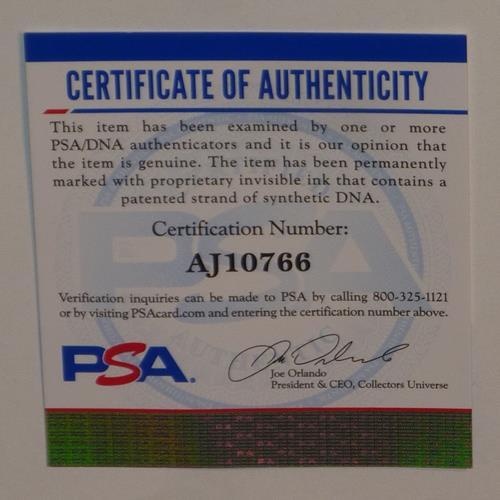 CERTIFICATE OF AUTHENTICITY
This item has been examined by one or more
PSA/DNA authenticators and it is our opinion that
the item is genuine. The item has been permanently
marked with proprietary invisible ink that contains a
patented strand of synthetic DNA.
Certification Number:
AJ10766
Verification inquiries can be made to PSA by calling 800-325-1121
or by visiting PSAcard.com and entering the certification number above.
PSA.
Joe Orlando
President & CEO, Collectors Universe